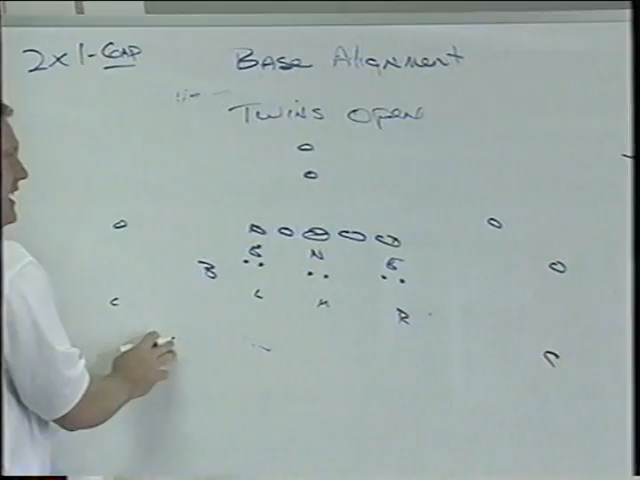 2x1-Gap Base Alignment
Twins Open
B N E
B
L M R
C
C